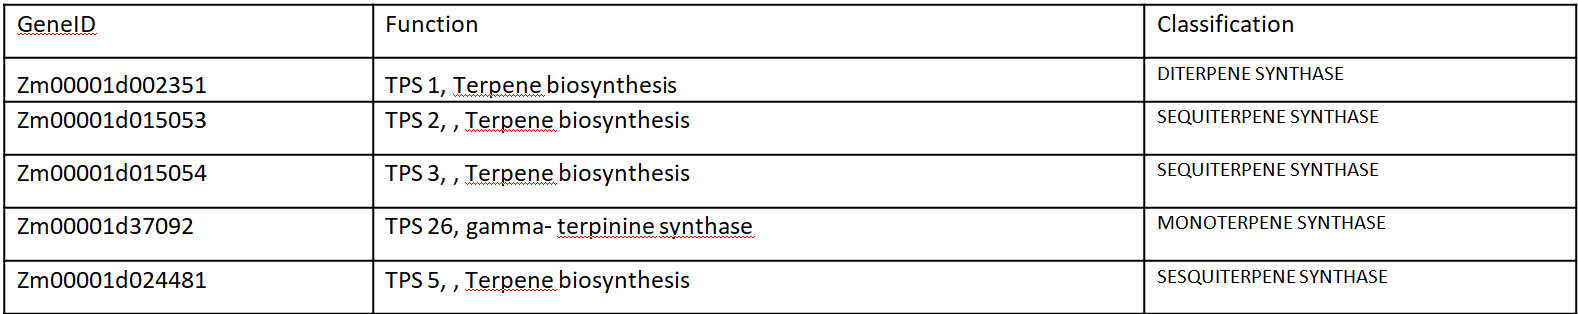 GeneID Function Classification
Zm00001d002351 TPS 1, Terpene biosynthesis DITERPENE SYNTHASE
Zm00001d015053 TPS 2, , Terpene biosynthesis SEQUITERPENE SYNTHASE
Zm00001d015054 TPS 3, , Terpene biosynthesis SEQUITERPENE SYNTHASE
Zm00001d37092 TPS 26, gamma- terpinine synthase MONOTERPENE SYNTHASE
Zm00001d024481 TPS 5, , Terpene biosynthesis SESQUITERPENE SYNTHASE